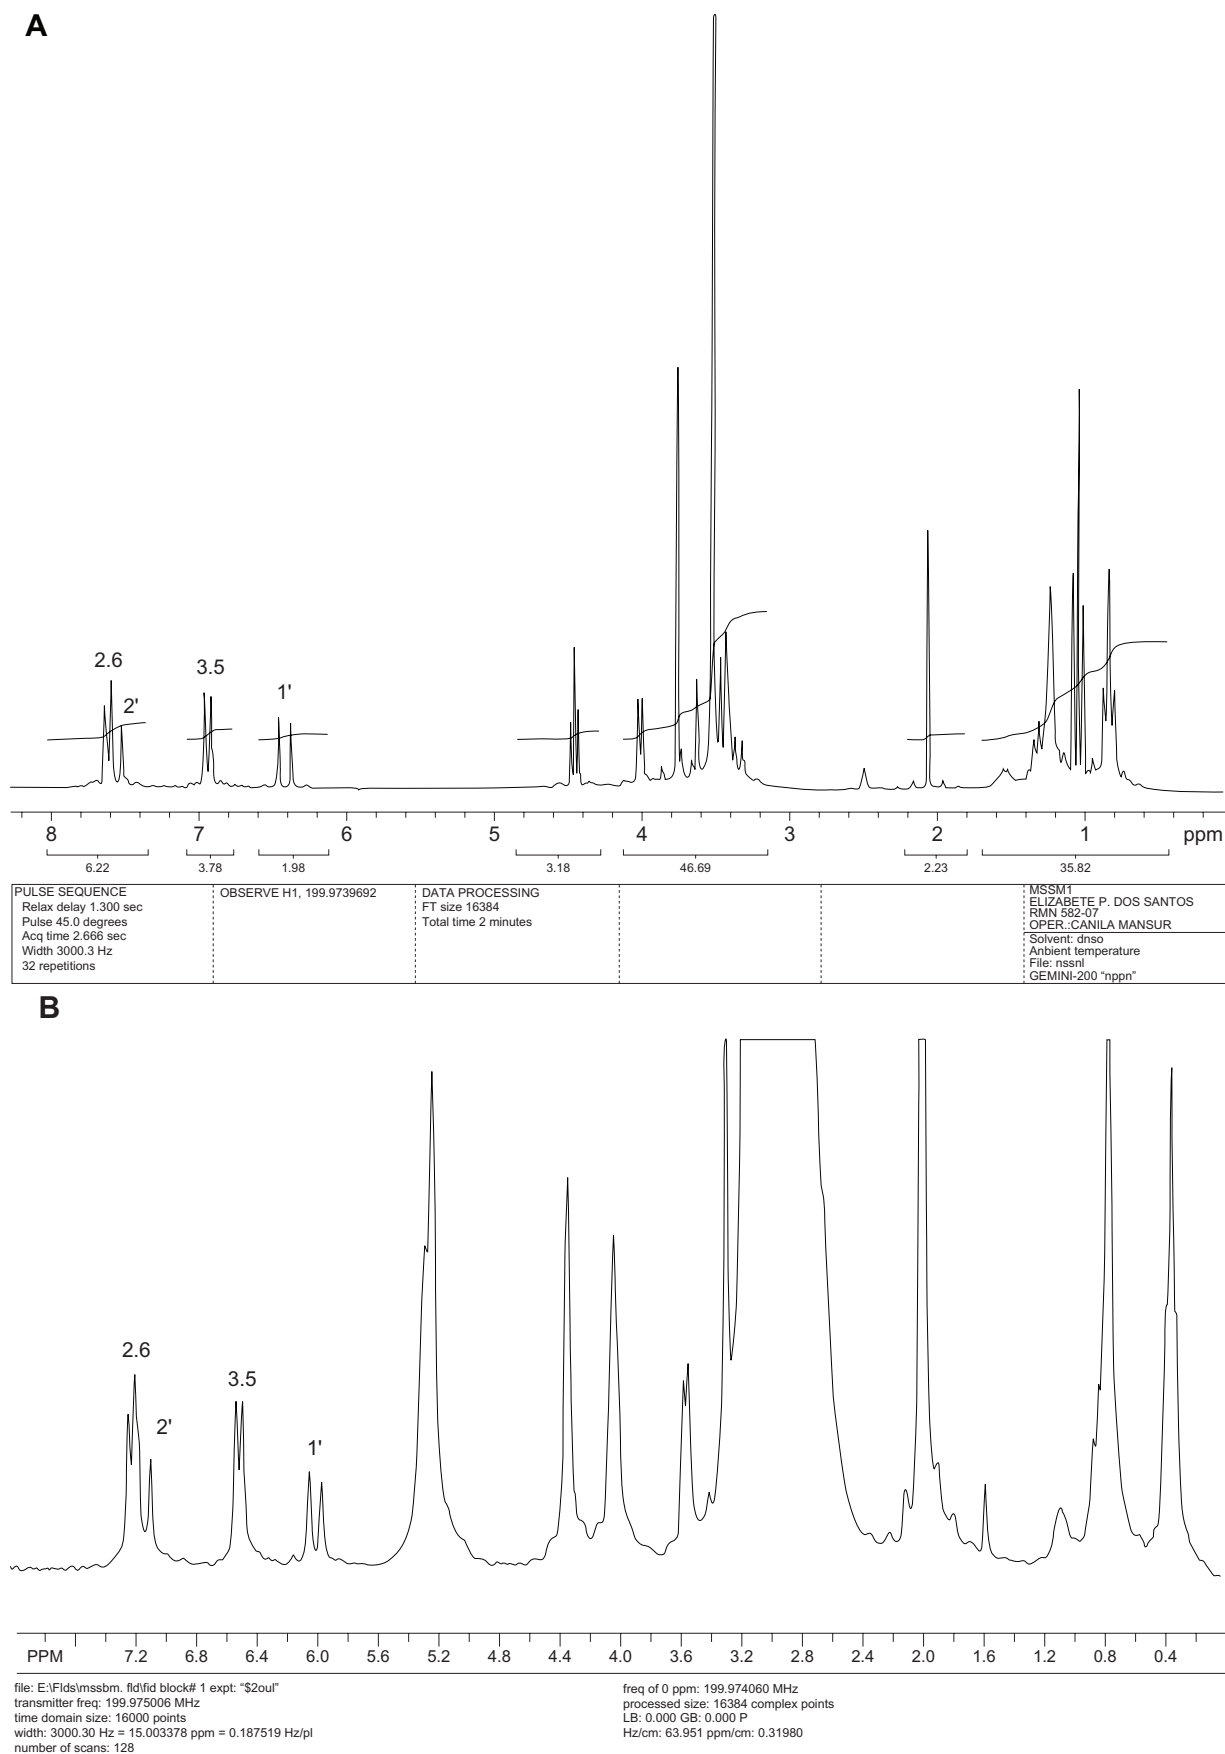 A
2.6
2'
3.5
1'
8 7 6 5 4 3 2 1 ppm
6.22 3.78 1.98 3.18 46.69 2.23 35.82
PULSE SEQUENCE
Relax delay 1.300 sec
Pulse 45.0 degrees
Acq time 2.666 sec
Width 3000.3 Hz
32 repetitions
OBSERVE H1, 199.9739692
DATA PROCESSING
FT size 16384
Total time 2 minutes
MSSM1
ELIZABETE P. DOS SANTOS
RMN 582-07
OPER.:CANILA MANSUR
Solvent: dnso
Anbient temperature
File: nssnl
GEMINI-200 “nppn”
B
2.6
2'
3.5
1'
PPM 7.2 6.8 6.4 6.0 5.6 5.2 4.8 4.4 4.0 3.6 3.2 2.8 2.4 2.0 1.6 1.2 0.8 0.4
file: E:\Flds\mssbm. fld\fid block# 1 expt: “$2oul”
transmitter freq: 199.975006 MHz
time domain size: 16000 points
width: 3000.30 Hz = 15.003378 ppm = 0.187519 Hz/pl
number of scans: 128
freq of 0 ppm: 199.974060 MHz
processed size: 16384 complex points
LB: 0.000 GB: 0.000 P
Hz/cm: 63.951 ppm/cm: 0.31980